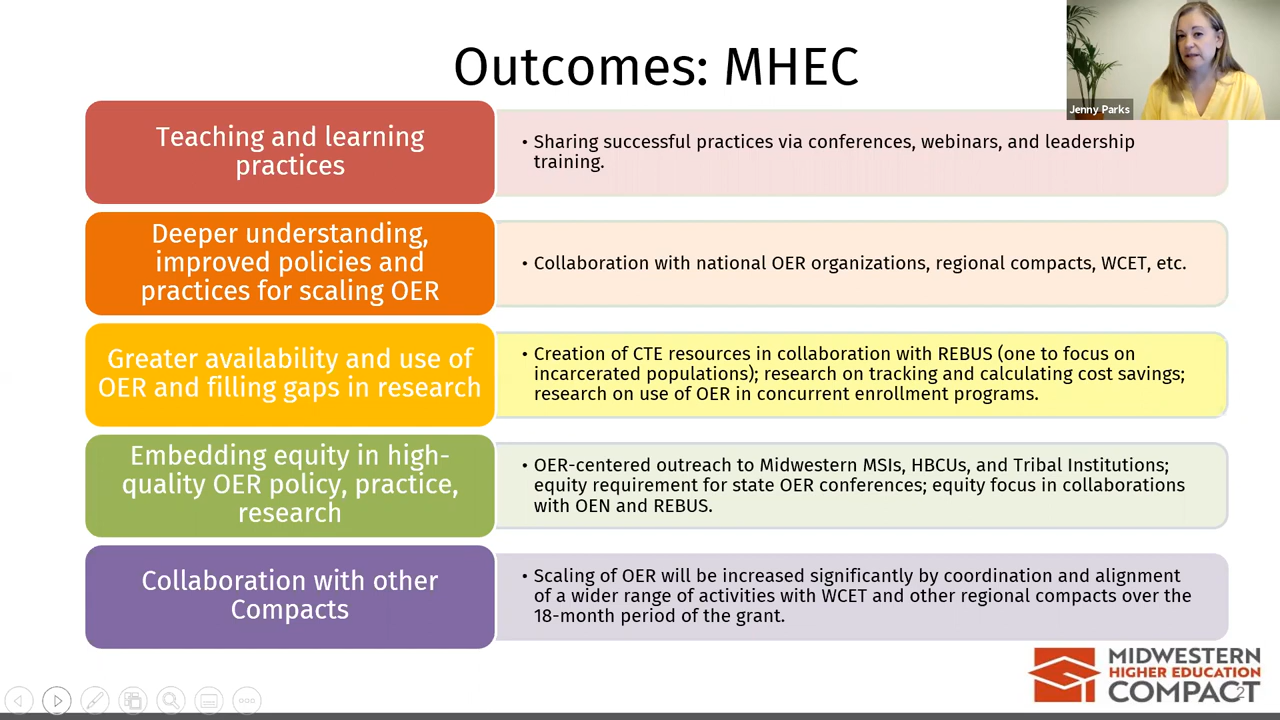 Outcomes: MHEC
Jenny Parks
Teaching and learning
practices
• Sharing successful practices via conferences, webinars, and leadership
training.
Deeper understanding,
improved policies and
practices for scaling OER
• Collaboration with national OER organizations, regional compacts, WCET, etc.
Greater availability and use of
OER and filling gaps in research
• Creation of CTE resources in collaboration with REBUS (one to focus on
incarcerated populations); research on tracking and calculating cost savings;
research on use of OER in concurrent enrollment programs.
Embedding equity in high-
quality OER policy, practice,
research
• OER-centered outreach to Midwestern MSIs, HBCUs, and Tribal Institutions;
equity requirement for state OER conferences; equity focus in collaborations
with OEN and REBUS.
Collaboration with other
Compacts
• Scaling of OER will be increased significantly by coordination and alignment
of a wider range of activities with WCET and other regional compacts over the
18-month period of the grant.
MIDWESTERN
HIGHER EDUCATION
COMPACT
2